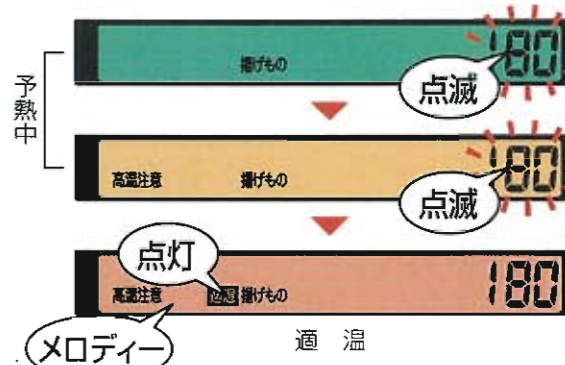 予熱中
揚げもの 180
点滅
高温注意 揚げもの 180
点滅
点灯
高温注意 適温 揚げもの 180
メロディー
適 温